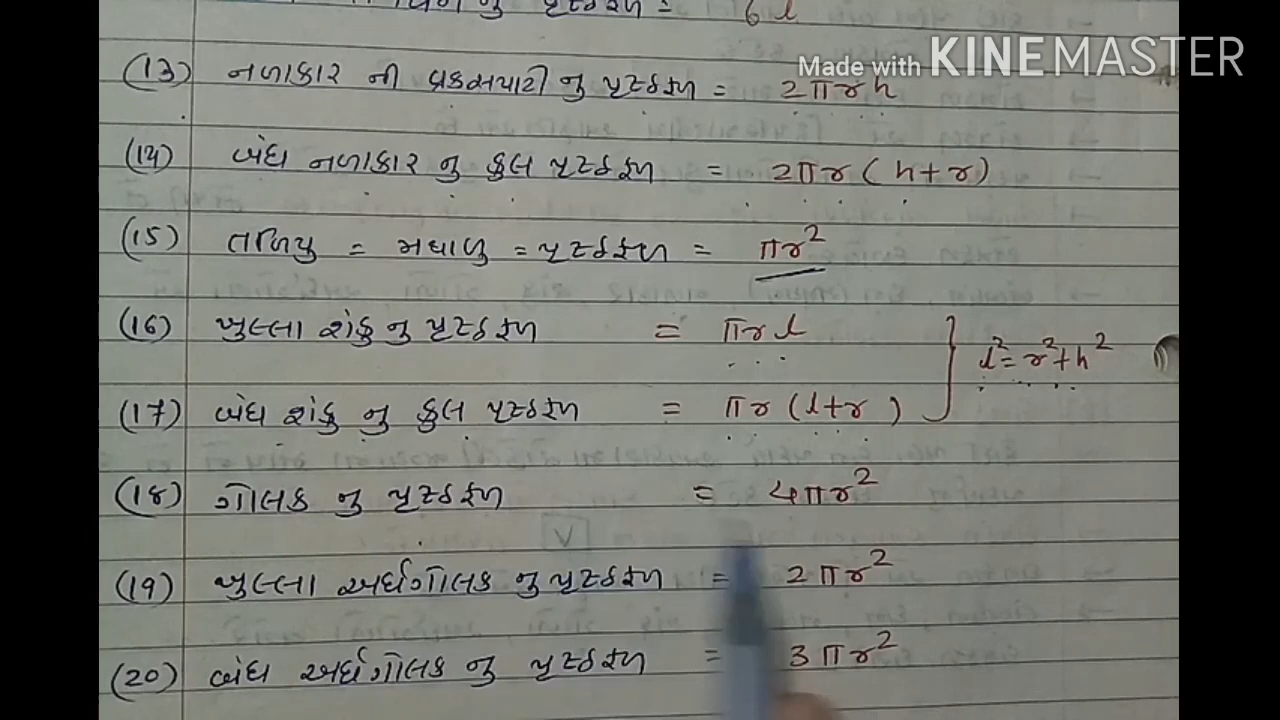 નુ પૃષ્ઠફળ = 6 l
Made with KINEMASTER
(13) નળાકાર ની વક્રસપાટી નુ પૃષ્ઠફળ = 2πrh
(14) બંધ નળાકાર નુ કુલ પૃષ્ઠફળ = 2πr (h+r)
(15) તળિયુ = મથાળુ = પૃષ્ઠફળ = πr²
(16) ખુલ્લા શંકુ નુ પૃષ્ઠફળ = πrl
l² = r²+h²
(17) બંધ શંકુ નુ કુલ પૃષ્ઠફળ = πr (l+r)
(18) ગોલક નુ પૃષ્ઠફળ = 4πr²
(19) ખુલ્લા અર્ધગોલક નુ પૃષ્ઠફળ = 2πr²
(20) બંધ અર્ધગોલક નુ પૃષ્ઠફળ = 3πr²